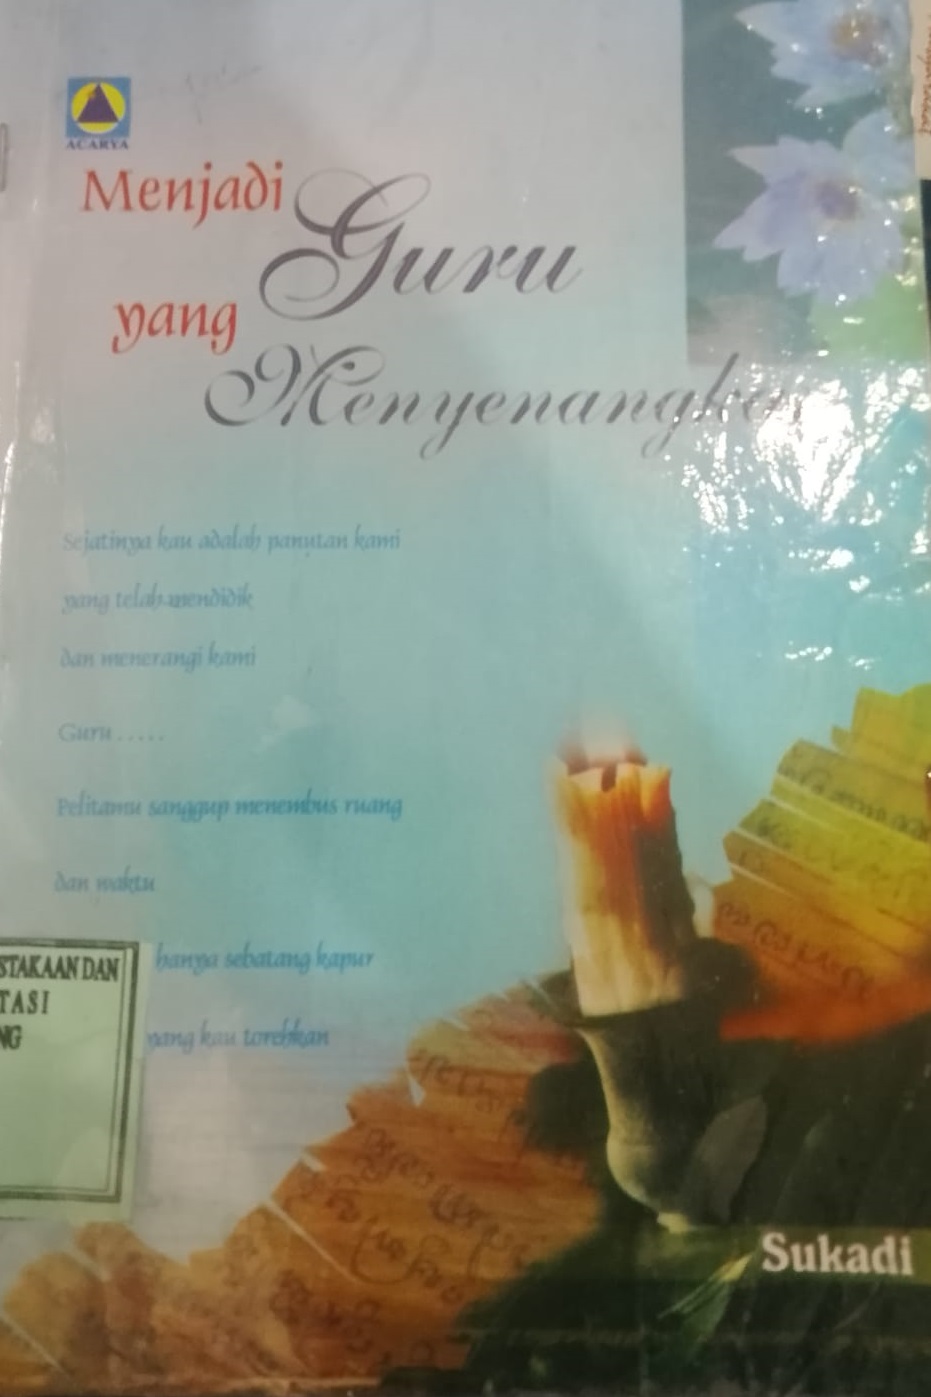 ACARYA
Menjadi
Guru
yang
Menyenangkan
Sejatinya kau adalah panutan kami
yang telah mendidik
dan menerangi kami
Guru .....
Pelitamu sanggup menembus ruang
dan waktu
hanya sebatang kapur
yang kau torehkan
STAKAAN DAN
TASI
NG
Sukadi